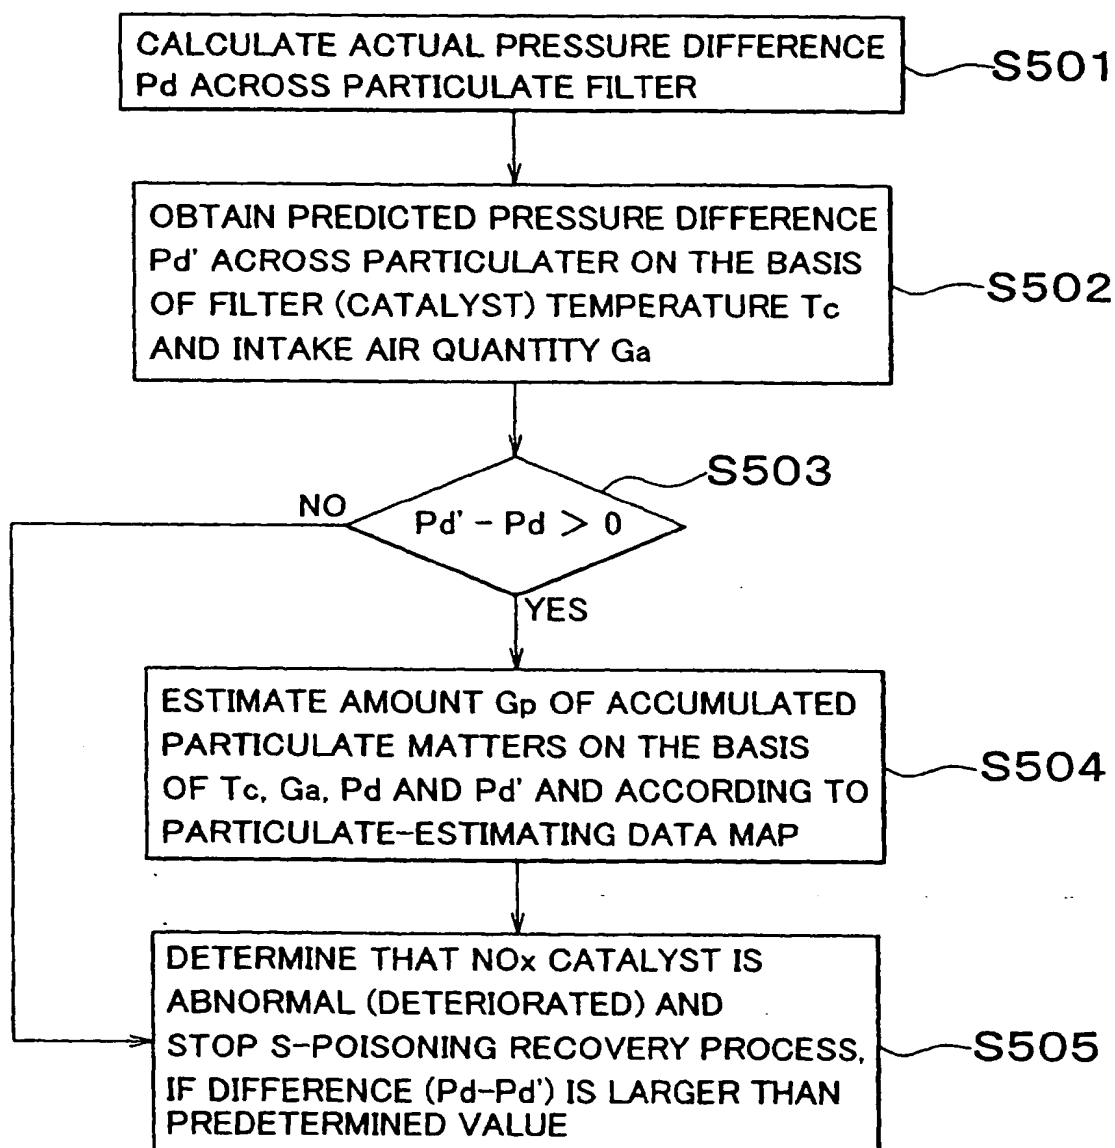 CALCULATE ACTUAL PRESSURE DIFFERENCE
Pd ACROSS PARTICULATE FILTER
S501
OBTAIN PREDICTED PRESSURE DIFFERENCE
Pd' ACROSS PARTICULATER ON THE BASIS
OF FILTER (CATALYST) TEMPERATURE Tc
AND INTAKE AIR QUANTITY Ga
S502
S503
NO
Pd' - Pd > 0
YES
ESTIMATE AMOUNT Gp OF ACCUMULATED
PARTICULATE MATTERS ON THE BASIS
OF Tc, Ga, Pd AND Pd' AND ACCORDING TO
PARTICULATE-ESTIMATING DATA MAP
S504
DETERMINE THAT NOx CATALYST IS
ABNORMAL (DETERIORATED) AND
STOP S-POISONING RECOVERY PROCESS,
IF DIFFERENCE (Pd-Pd') IS LARGER THAN
PREDETERMINED VALUE
S505